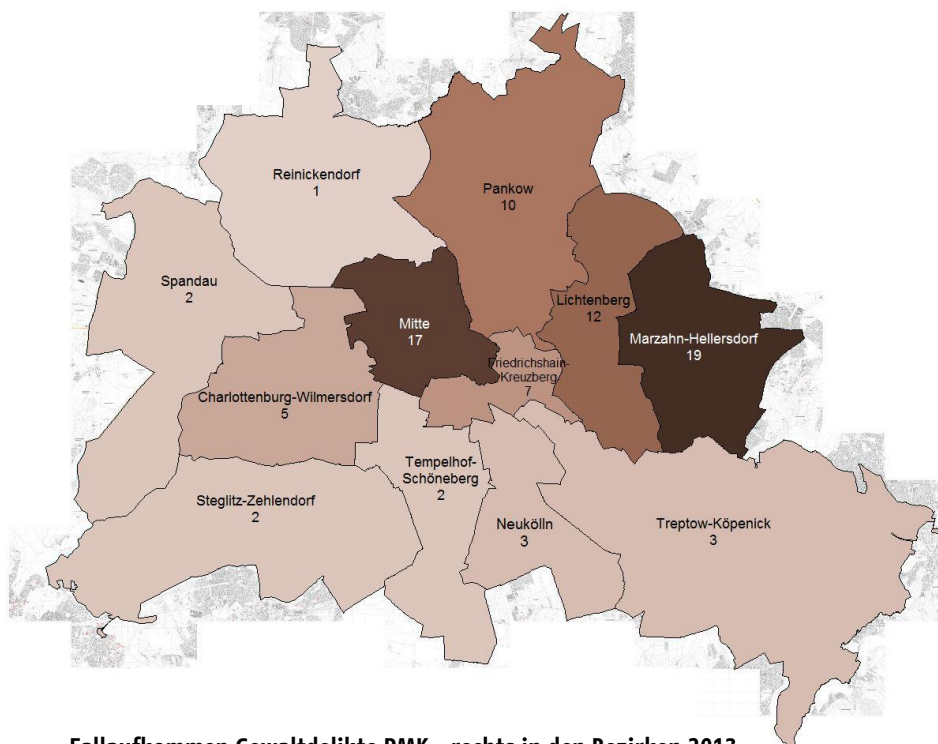 Reinickendorf
1
Pankow
10
Spandau
2
Lichtenberg
12
Mitte
17
Marzahn-Hellersdorf
19
Friedrichshain-
Kreuzberg
7
Charlottenburg-Wilmersdorf
5
Tempelhof-
Schöneberg
2
Steglitz-Zehlendorf
2
Neukölln
3
Treptow-Köpenick
3
Fallaufkommen Gewaltdelikte PMK – rechts in den Bezirken 2013